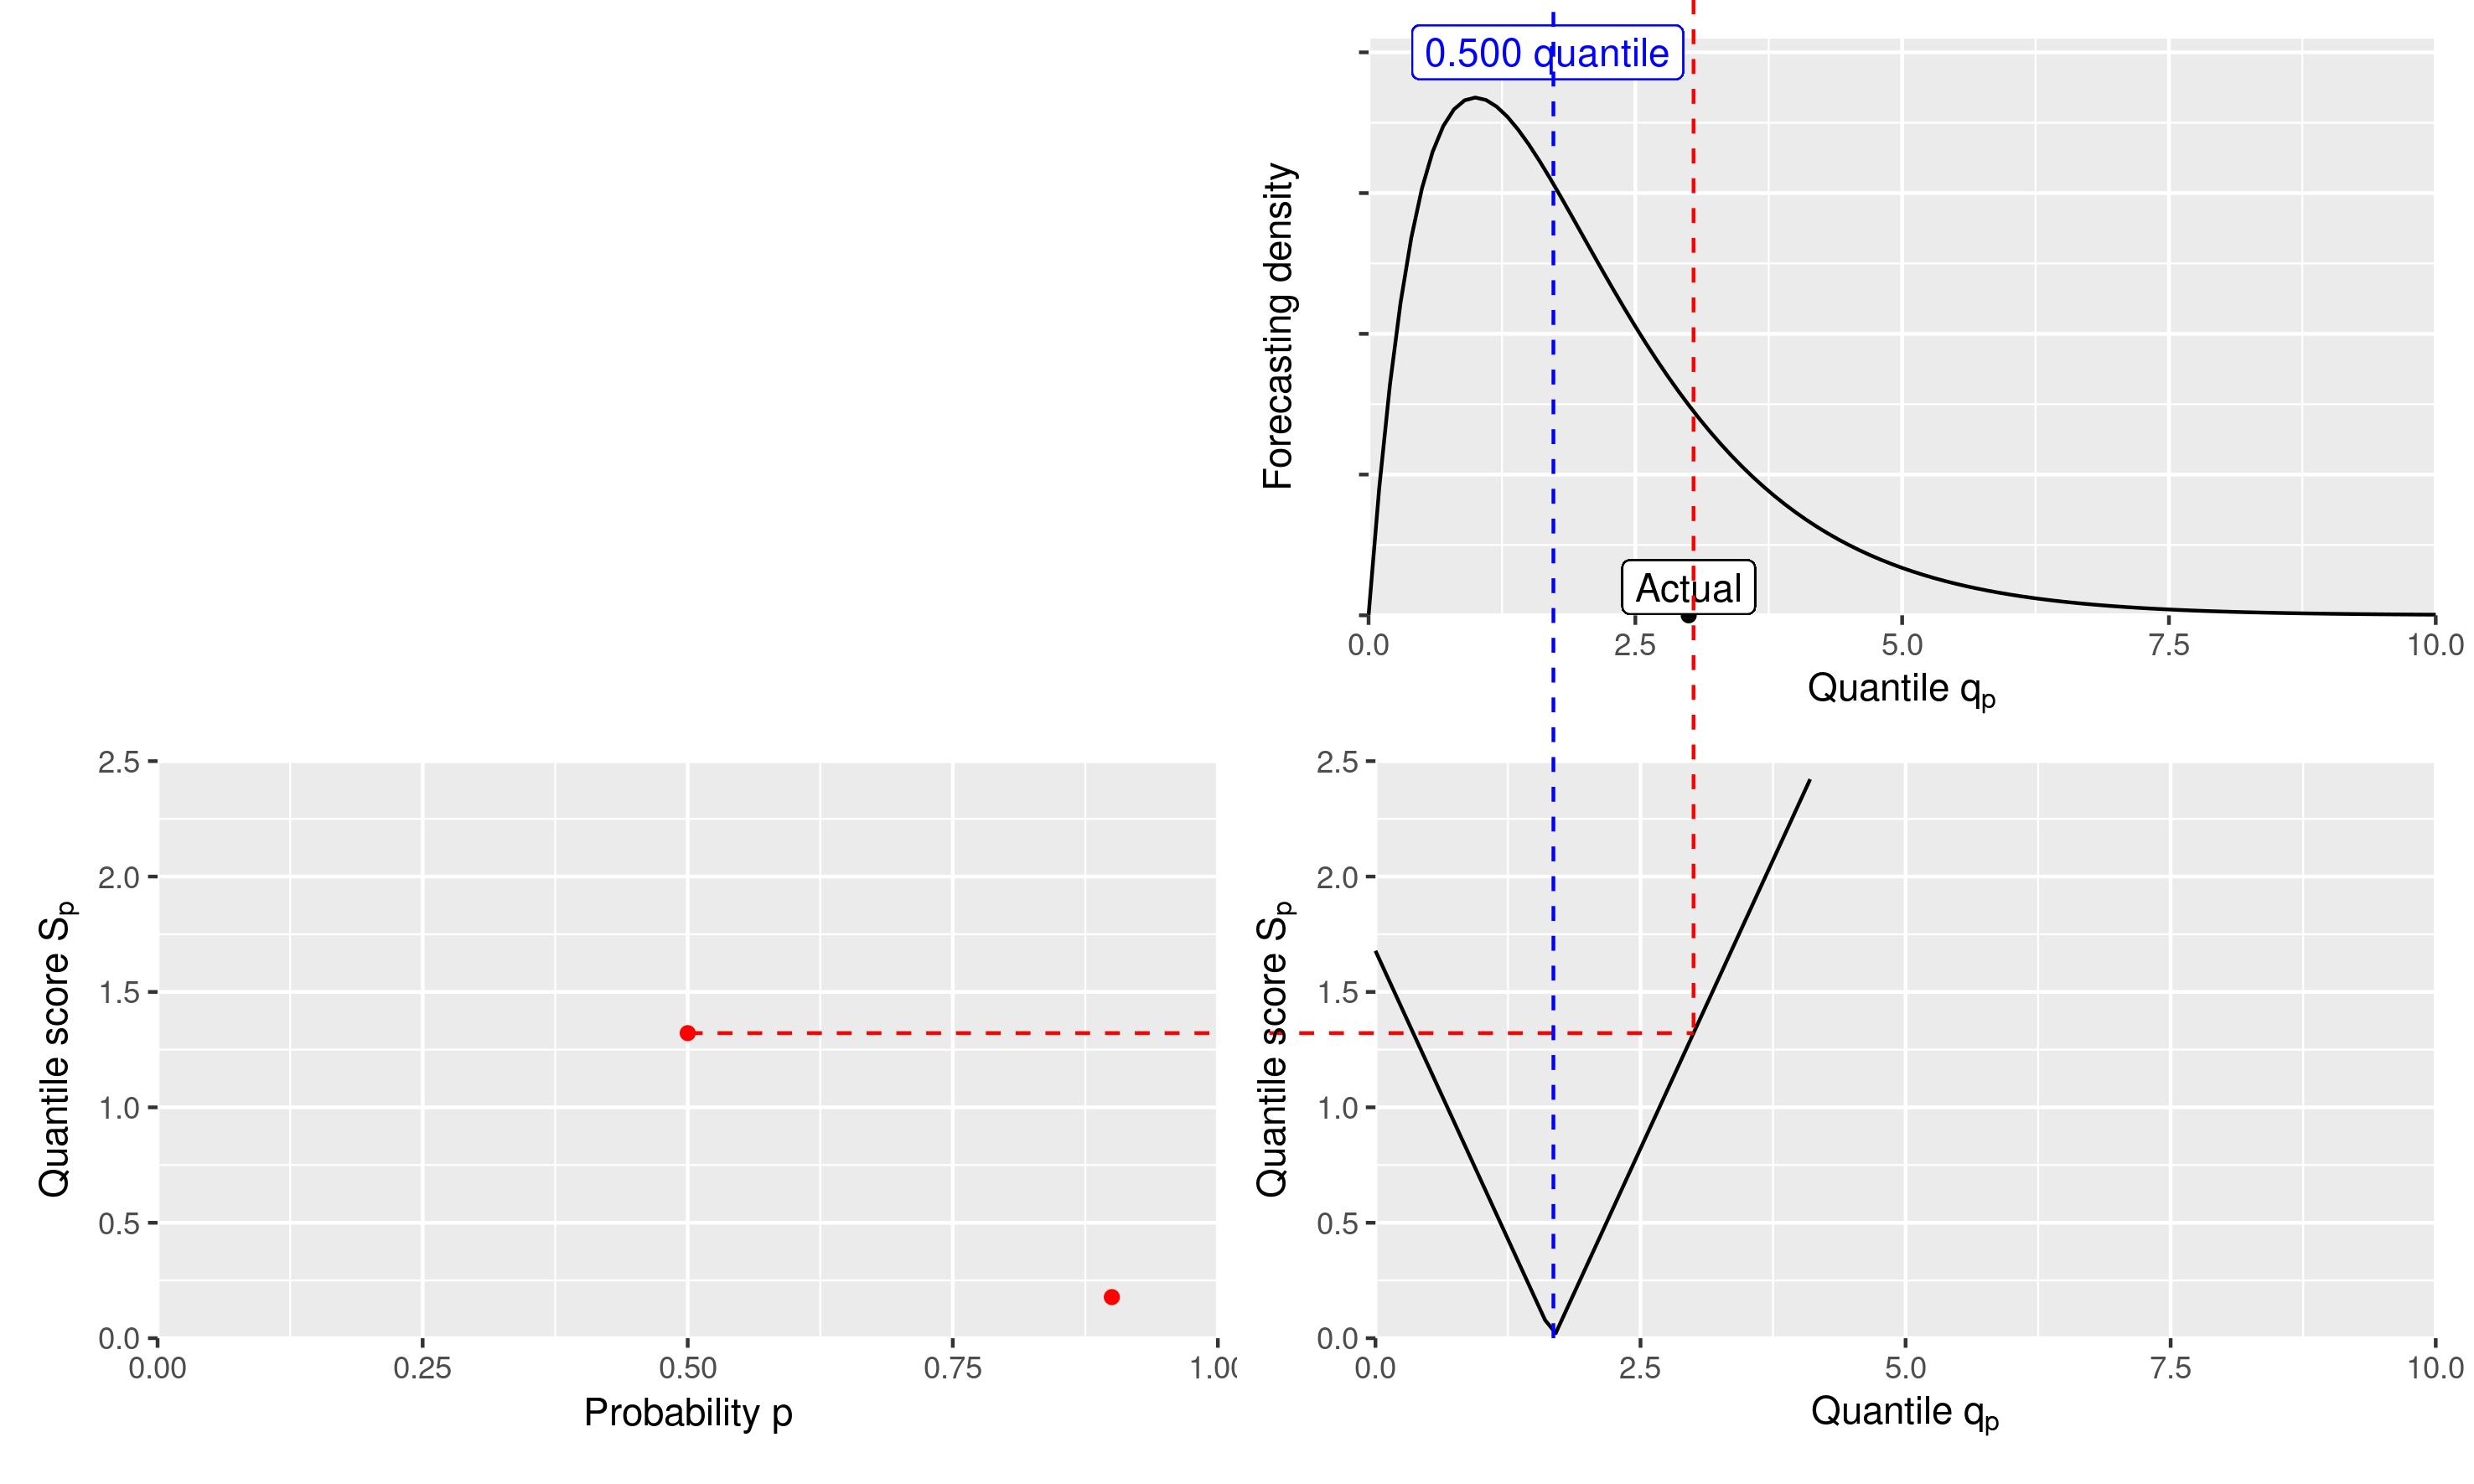 0.500 quantile
Forecasting density
Actual
0.0 2.5 5.0 7.5 10.0
Quantile qp
2.5
2.0
1.5
1.0
0.5
0.0
Quantile score Sp
0.00 0.25 0.50 0.75 1.0
Probability p
2.5
2.0
1.5
1.0
0.5
0.0
Quantile score Sp
0.0 2.5 5.0 7.5 10.0
Quantile qp